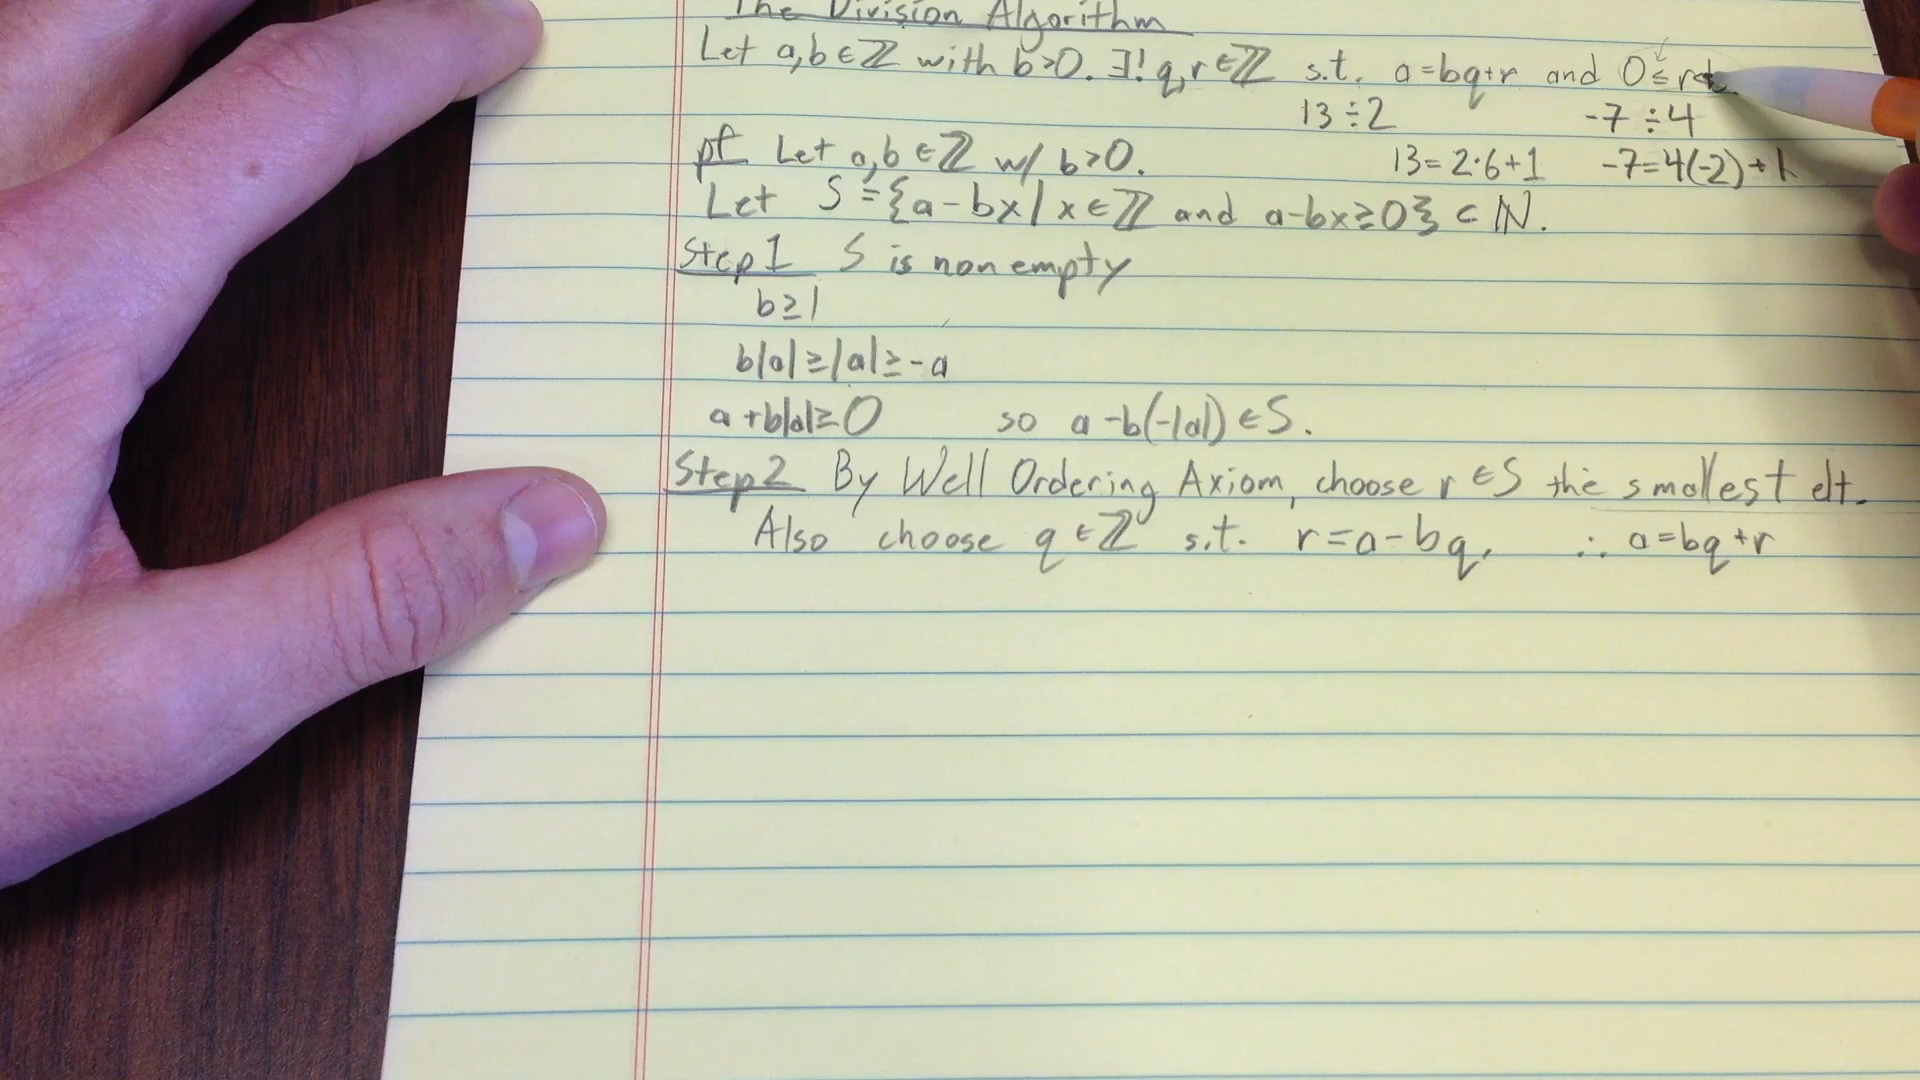 The Division Algorithm
Let a,b ∈ ℤ with b>0. ∃! q,r ∈ ℤ s.t. a=bq+r and 0≤r<b.
13 ÷ 2 -7 ÷ 4
pf Let a,b ∈ ℤ w/ b>0. 13=2·6+1 -7=4(-2)+1
Let S = {a-bx | x ∈ ℤ and a-bx≥0} ⊂ ℕ.
Step 1 S is nonempty
b≥1
b|a|≥|a|≥-a
a+b|a|≥0 so a-b(-|a|) ∈ S.
Step 2 By Well Ordering Axiom, choose r ∈ S the smallest elt.
Also choose q ∈ ℤ s.t. r=a-bq. ∴ a=bq+r